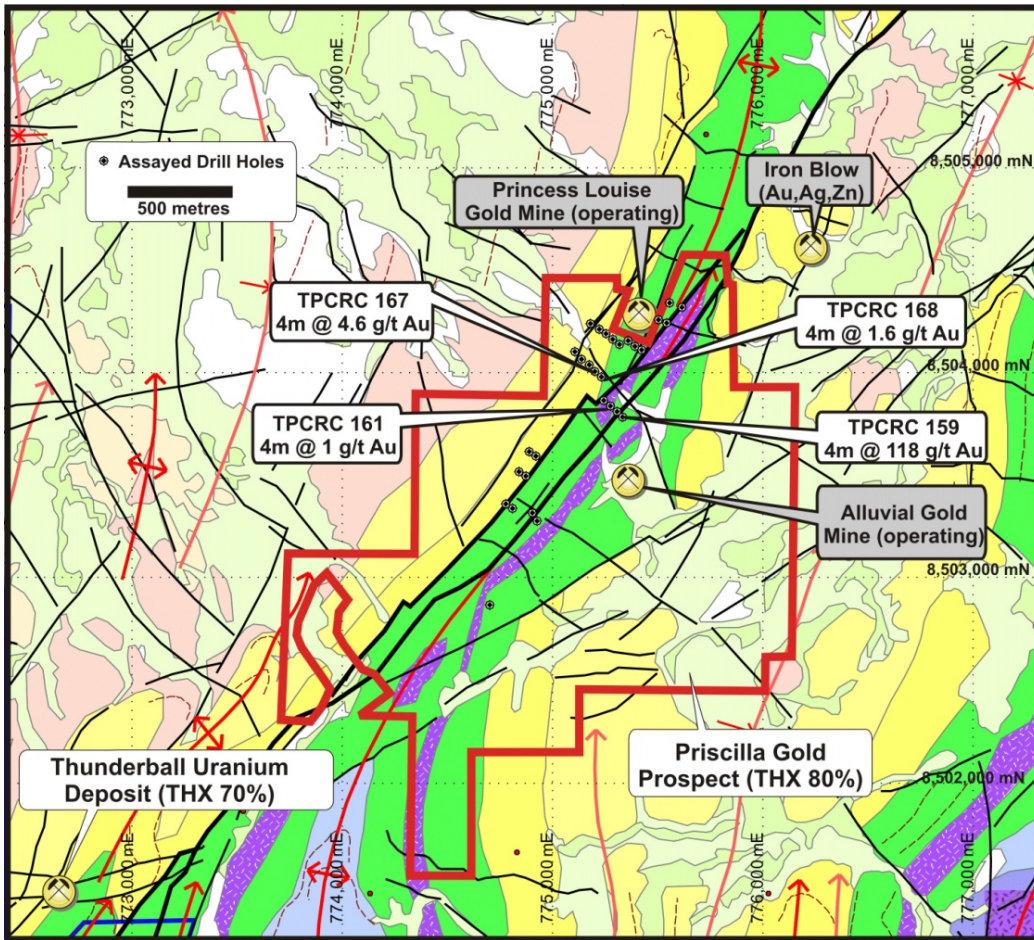 773,000 mE
774,000 mE
775,000 mE
776,000 mE
777,000 mE
Assayed Drill Holes
500 metres
8,505,000 mN
Iron Blow
(Au,Ag,Zn)
Princess Louise
Gold Mine (operating)
TPCRC 167
4m @ 4.6 g/t Au
TPCRC 168
4m @ 1.6 g/t Au
8,504,000 mN
TPCRC 161
4m @ 1 g/t Au
TPCRC 159
4m @ 118 g/t Au
Alluvial Gold
Mine (operating)
8,503,000 mN
Thunderball Uranium
Deposit (THX 70%)
Priscilla Gold
Prospect (THX 80%)
8,502,000 mN
773,000 mE
774,000 mE
775,000 mE
776,000 mE
777,000 mE